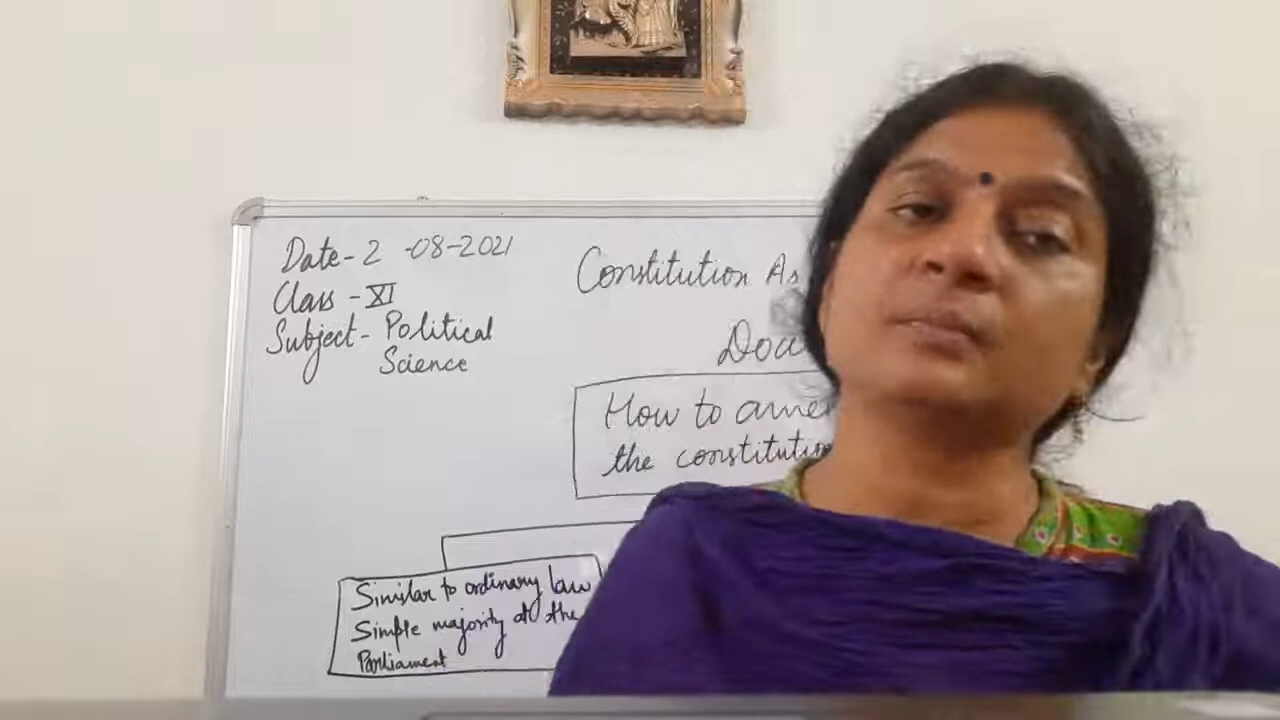 Date-2-08-2021
Class-XI
Subject-Political
Science
Constitution As
How to
the
Similar to ordinary law
Simple majority of the
Parliament